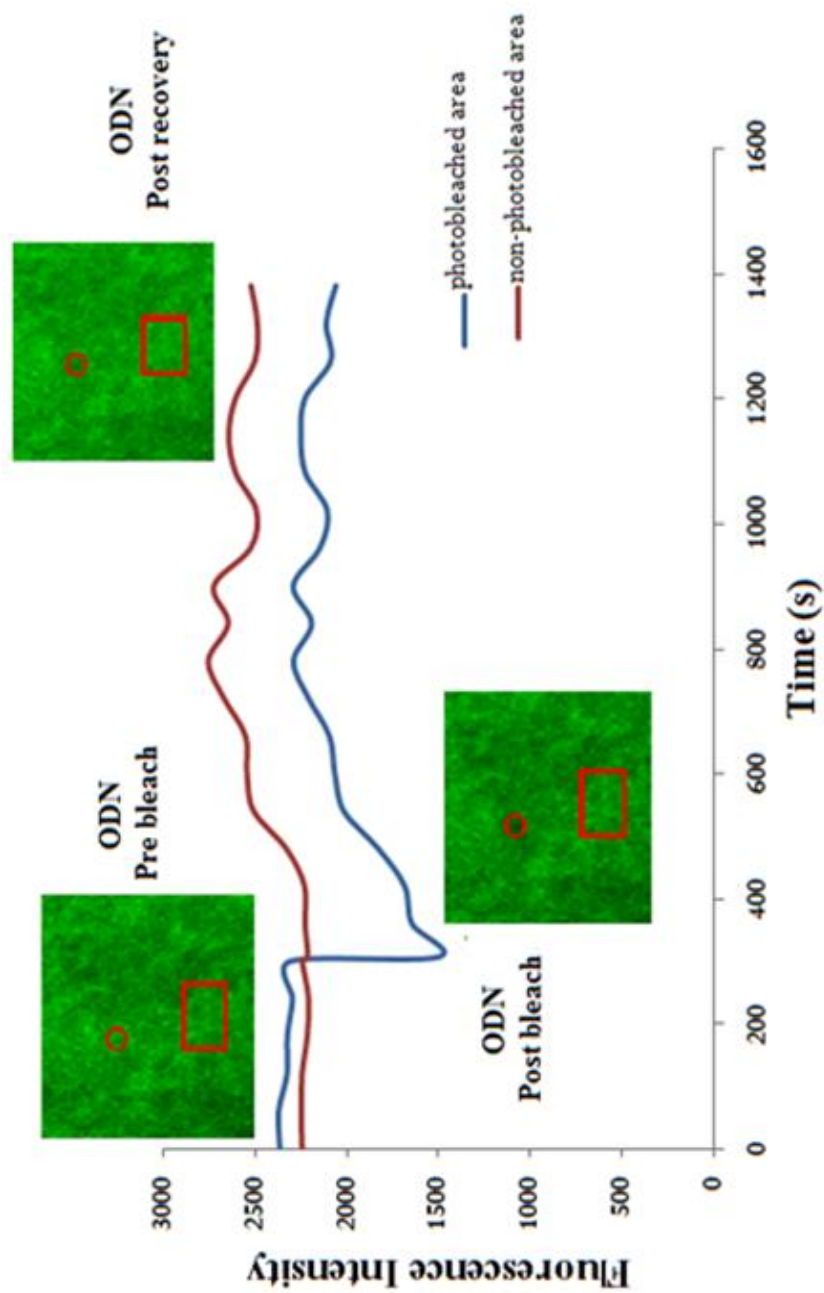 ODN
Pre bleach
ODN
Post recovery
ODN
Post bleach
photobleached area
non-photobleached area
Fluorescence Intensity
3000
2500
2000
1500
1000
500
0
0 200 400 600 800 1000 1200 1400 1600
Time (s)